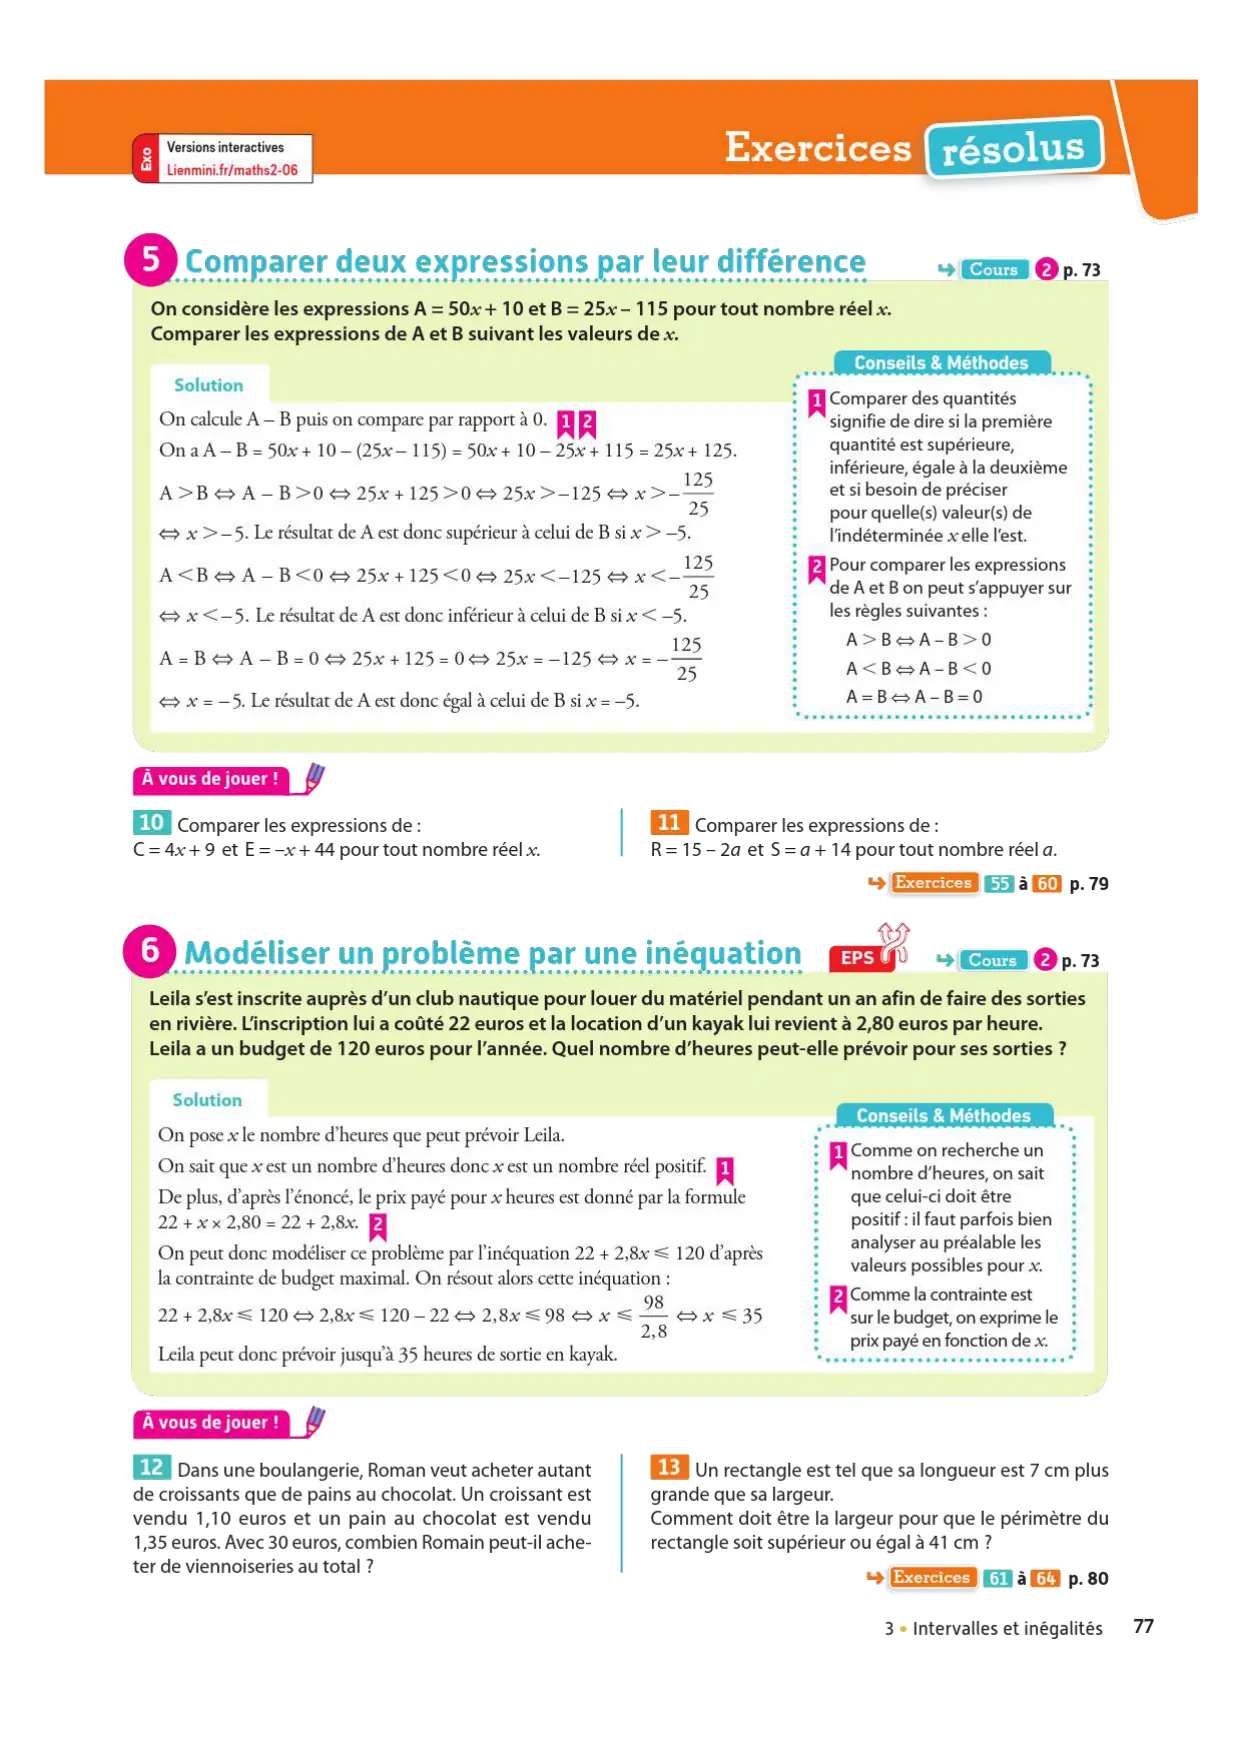 Exo
Versions interactives
Lienmini.fr/maths2-06
Exercices résolus
5 Comparer deux expressions par leur différence
Cours 2 p. 73
On considère les expressions A = 50x + 10 et B = 25x – 115 pour tout nombre réel x.
Comparer les expressions de A et B suivant les valeurs de x.
Solution
On calcule A – B puis on compare par rapport à 0. 1 2
On a A – B = 50x + 10 – (25x – 115) = 50x + 10 – 25x + 115 = 25x + 125.
A > B ⇔ A – B > 0 ⇔ 25x + 125 > 0 ⇔ 25x > –125 ⇔ x > –125/25
⇔ x > –5. Le résultat de A est donc supérieur à celui de B si x > –5.
A < B ⇔ A – B < 0 ⇔ 25x + 125 < 0 ⇔ 25x < –125 ⇔ x < –125/25
⇔ x < –5. Le résultat de A est donc inférieur à celui de B si x < –5.
A = B ⇔ A – B = 0 ⇔ 25x + 125 = 0 ⇔ 25x = –125 ⇔ x = –125/25
⇔ x = –5. Le résultat de A est donc égal à celui de B si x = –5.
Conseils & Méthodes
1 Comparer des quantités
signifie de dire si la première
quantité est supérieure,
inférieure, égale à la deuxième
et si besoin de préciser
pour quelle(s) valeur(s) de
l'indéterminée x elle l'est.
2 Pour comparer les expressions
de A et B on peut s'appuyer sur
les règles suivantes :
A > B ⇔ A – B > 0
A < B ⇔ A – B < 0
A = B ⇔ A – B = 0
À vous de jouer !
10 Comparer les expressions de :
C = 4x + 9 et E = –x + 44 pour tout nombre réel x.
11 Comparer les expressions de :
R = 15 – 2a et S = a + 14 pour tout nombre réel a.
Exercices 55 à 60 p. 79
6 Modéliser un problème par une inéquation
EPS
Cours 2 p. 73
Leila s'est inscrite auprès d'un club nautique pour louer du matériel pendant un an afin de faire des sorties
en rivière. L'inscription lui a coûté 22 euros et la location d'un kayak lui revient à 2,80 euros par heure.
Leila a un budget de 120 euros pour l'année. Quel nombre d'heures peut-elle prévoir pour ses sorties ?
Solution
On pose x le nombre d'heures que peut prévoir Leila.
On sait que x est un nombre d'heures donc x est un nombre réel positif. 1
De plus, d'après l'énoncé, le prix payé pour x heures est donné par la formule
22 + x × 2,80 = 22 + 2,8x. 2
On peut donc modéliser ce problème par l'inéquation 22 + 2,8x ⩽ 120 d'après
la contrainte de budget maximal. On résout alors cette inéquation :
22 + 2,8x ⩽ 120 ⇔ 2,8x ⩽ 120 – 22 ⇔ 2,8x ⩽ 98 ⇔ x ⩽ 98/2,8 ⇔ x ⩽ 35
Leila peut donc prévoir jusqu'à 35 heures de sortie en kayak.
Conseils & Méthodes
1 Comme on recherche un
nombre d'heures, on sait
que celui-ci doit être
positif : il faut parfois bien
analyser au préalable les
valeurs possibles pour x.
2 Comme la contrainte est
sur le budget, on exprime le
prix payé en fonction de x.
À vous de jouer !
12 Dans une boulangerie, Roman veut acheter autant
de croissants que de pains au chocolat. Un croissant est
vendu 1,10 euros et un pain au chocolat est vendu
1,35 euros. Avec 30 euros, combien Romain peut-il ache-
ter de viennoiseries au total ?
13 Un rectangle est tel que sa longueur est 7 cm plus
grande que sa largeur.
Comment doit être la largeur pour que le périmètre du
rectangle soit supérieur ou égal à 41 cm ?
Exercices 61 à 64 p. 80
3 • Intervalles et inégalités 77